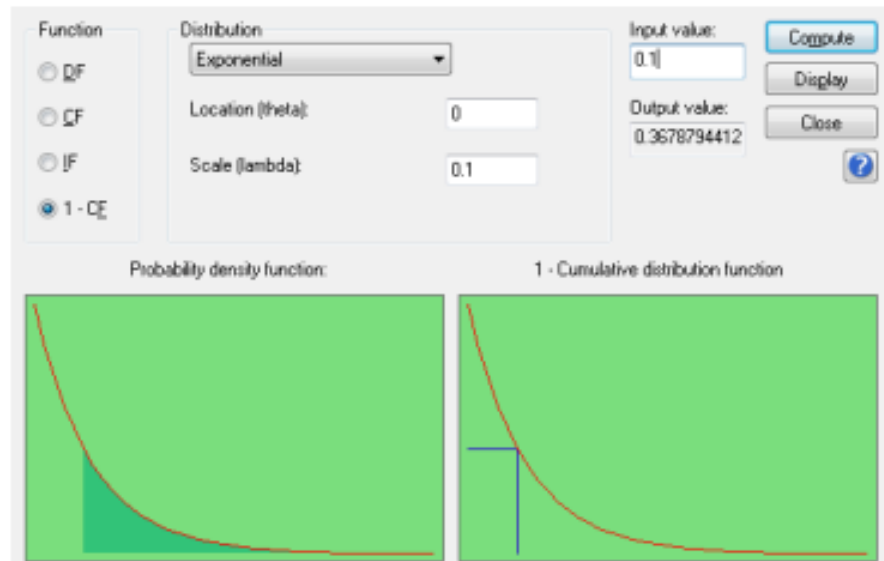 Function
DF
CF
IF
1 - CF
Distribution
Exponential
Location (theta):
0
Scale (lambda):
0.1
Input value:
0.1
Output value:
0.3678794412
Compute
Display
Close
?
Probability density function:
1 - Cumulative distribution function